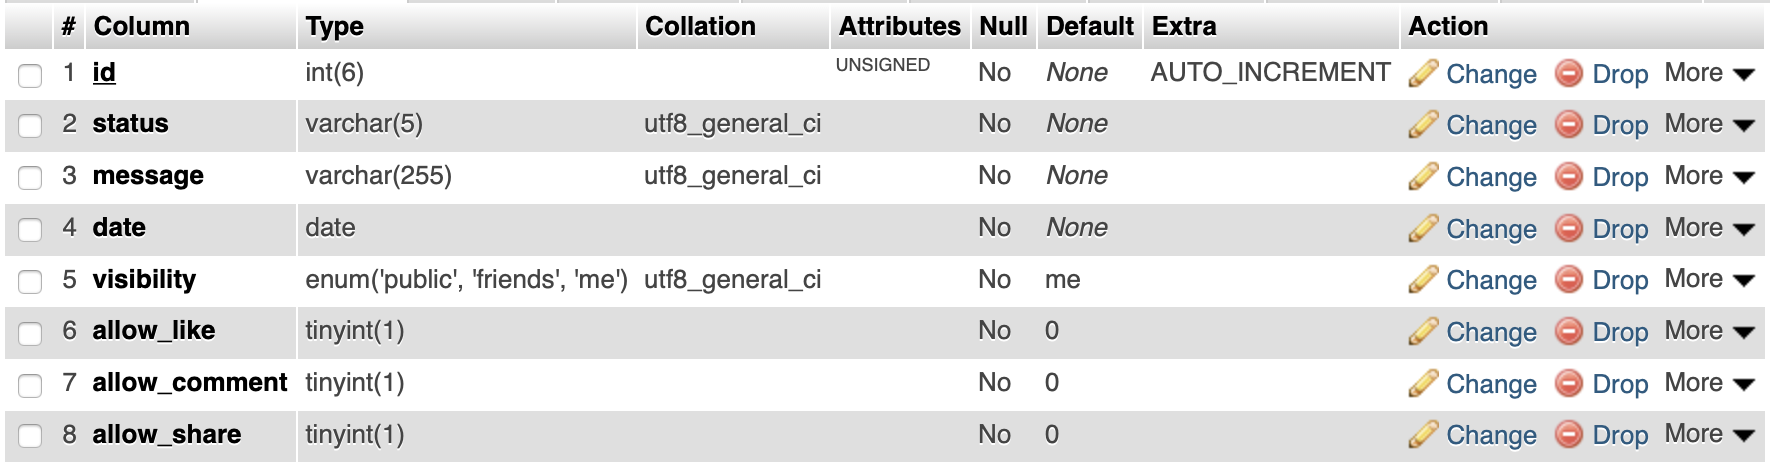 # Column Type Collation Attributes Null Default Extra Action
1 id int(6) UNSIGNED No None AUTO_INCREMENT Change Drop More
2 status varchar(5) utf8_general_ci No None Change Drop More
3 message varchar(255) utf8_general_ci No None Change Drop More
4 date date No None Change Drop More
5 visibility enum('public', 'friends', 'me') utf8_general_ci No me Change Drop More
6 allow_like tinyint(1) No 0 Change Drop More
7 allow_comment tinyint(1) No 0 Change Drop More
8 allow_share tinyint(1) No 0 Change Drop More